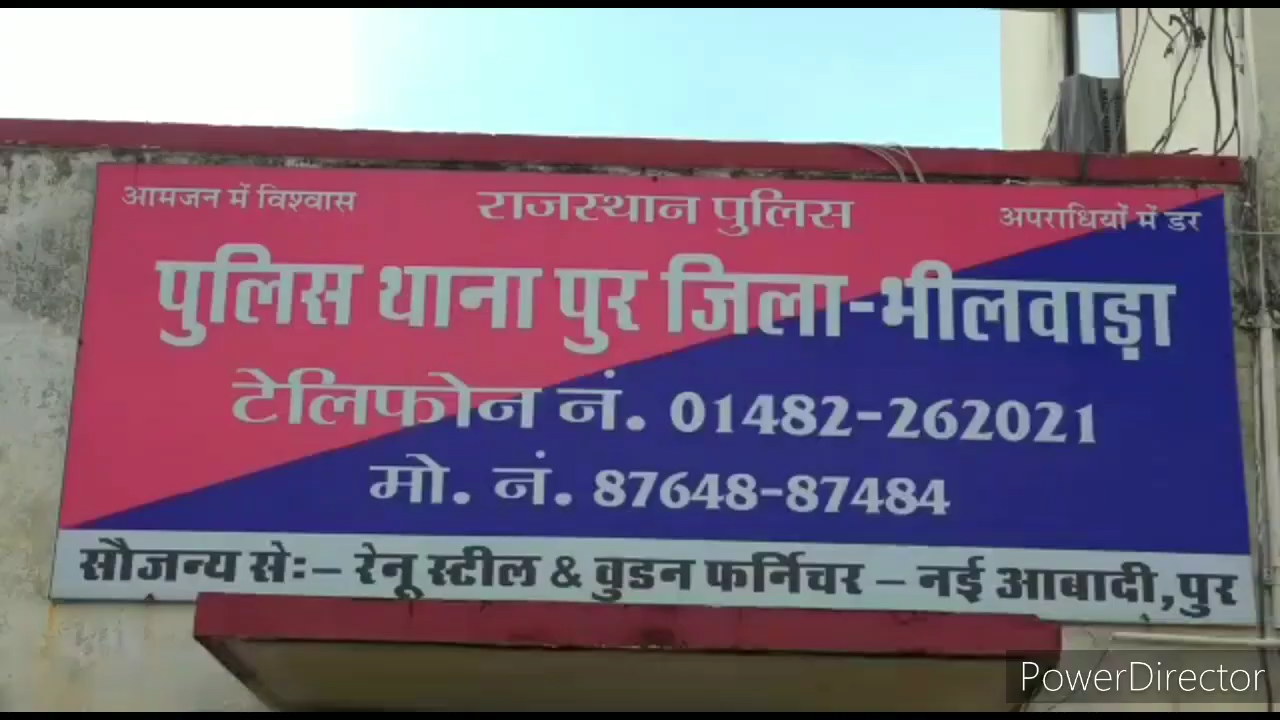 आमजन में विश्वास राजस्थान पुलिस अपराधियों में डर
पुलिस थाना पुर जिला-भीलवाड़ा
टेलिफोन नं. 01482-262021
मो. नं. 87648-87484
सौजन्य से:– रेनू स्टील & वुडन फर्निचर – नई आबादी,पुर
PowerDirector